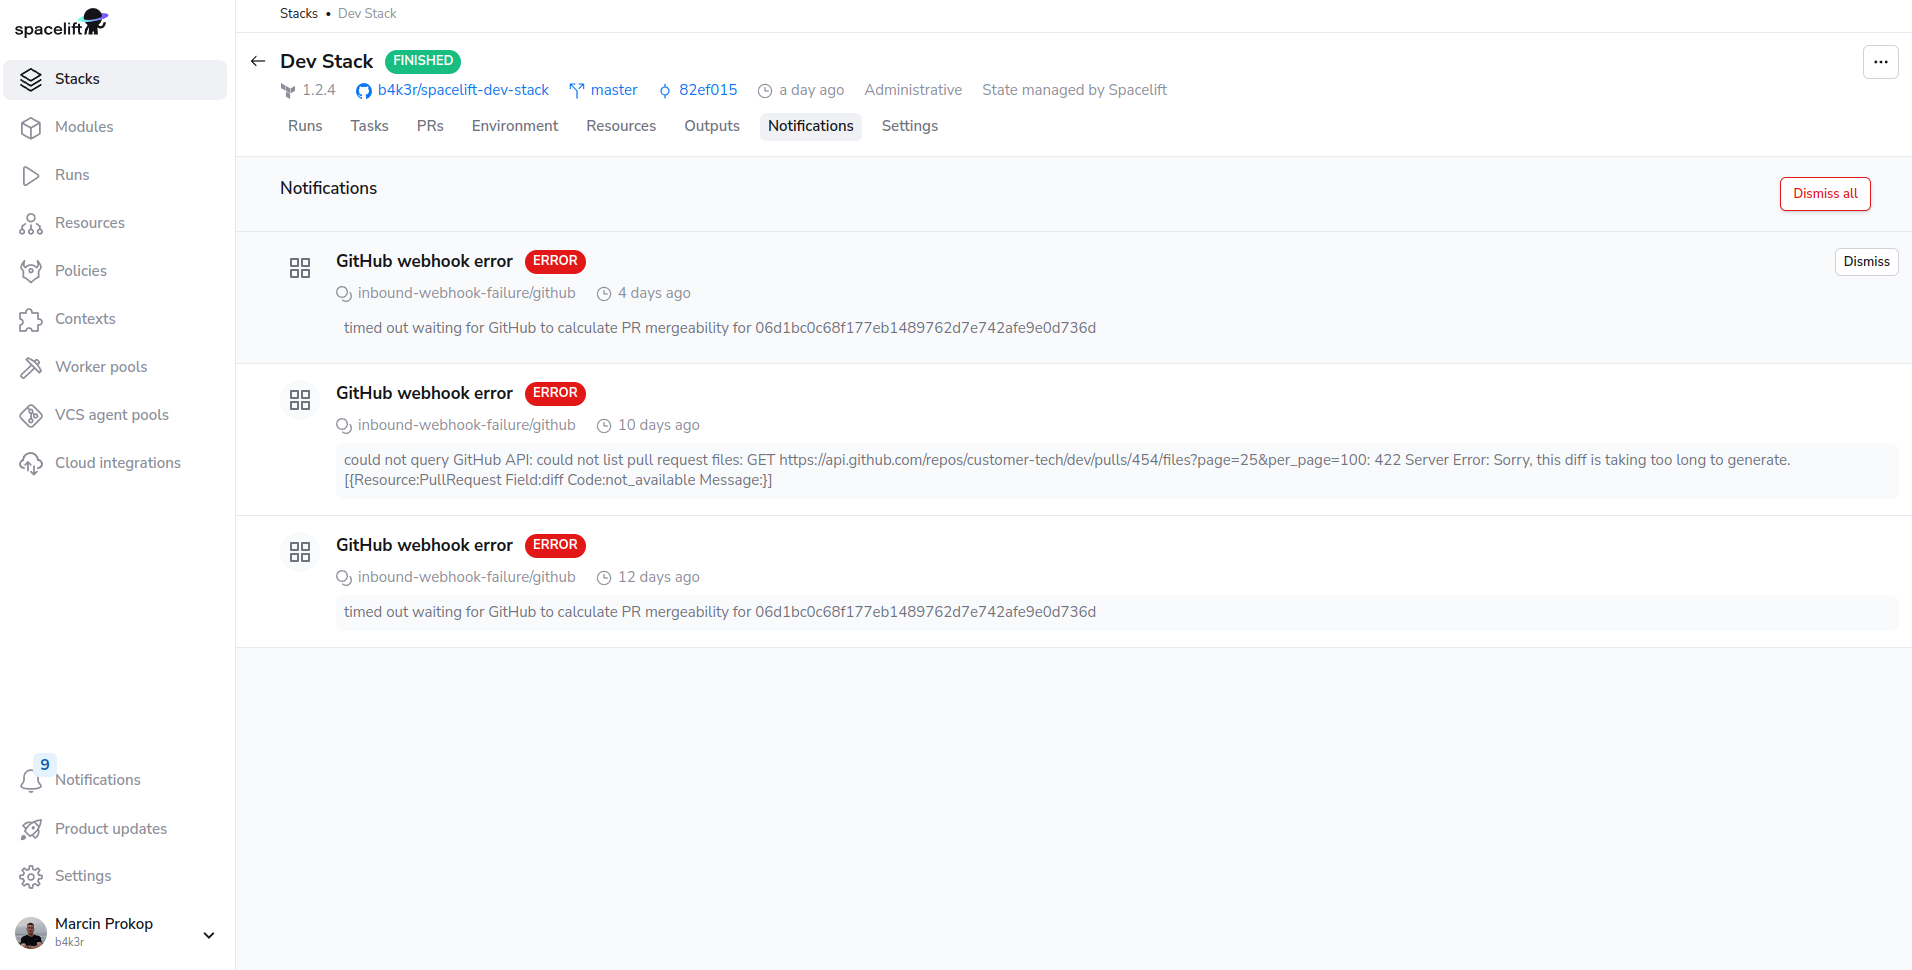 spacelift
Stacks
Modules
Runs
Resources
Policies
Contexts
Worker pools
VCS agent pools
Cloud integrations
9
Notifications
Product updates
Settings
Marcin Prokop
b4k3r
Stacks • Dev Stack
Dev Stack FINISHED
1.2.4 b4k3r/spacelift-dev-stack master 82ef015 a day ago Administrative State managed by Spacelift
Runs Tasks PRs Environment Resources Outputs Notifications Settings
Notifications
Dismiss all
GitHub webhook error ERROR
Dismiss
inbound-webhook-failure/github 4 days ago
timed out waiting for GitHub to calculate PR mergeability for 06d1bc0c68f177eb1489762d7e742afe9e0d736d
GitHub webhook error ERROR
inbound-webhook-failure/github 10 days ago
could not query GitHub API: could not list pull request files: GET https://api.github.com/repos/customer-tech/dev/pulls/454/files?page=25&per_page=100: 422 Server Error: Sorry, this diff is taking too long to generate.
[{Resource:PullRequest Field:diff Code:not_available Message:}]
GitHub webhook error ERROR
inbound-webhook-failure/github 12 days ago
timed out waiting for GitHub to calculate PR mergeability for 06d1bc0c68f177eb1489762d7e742afe9e0d736d